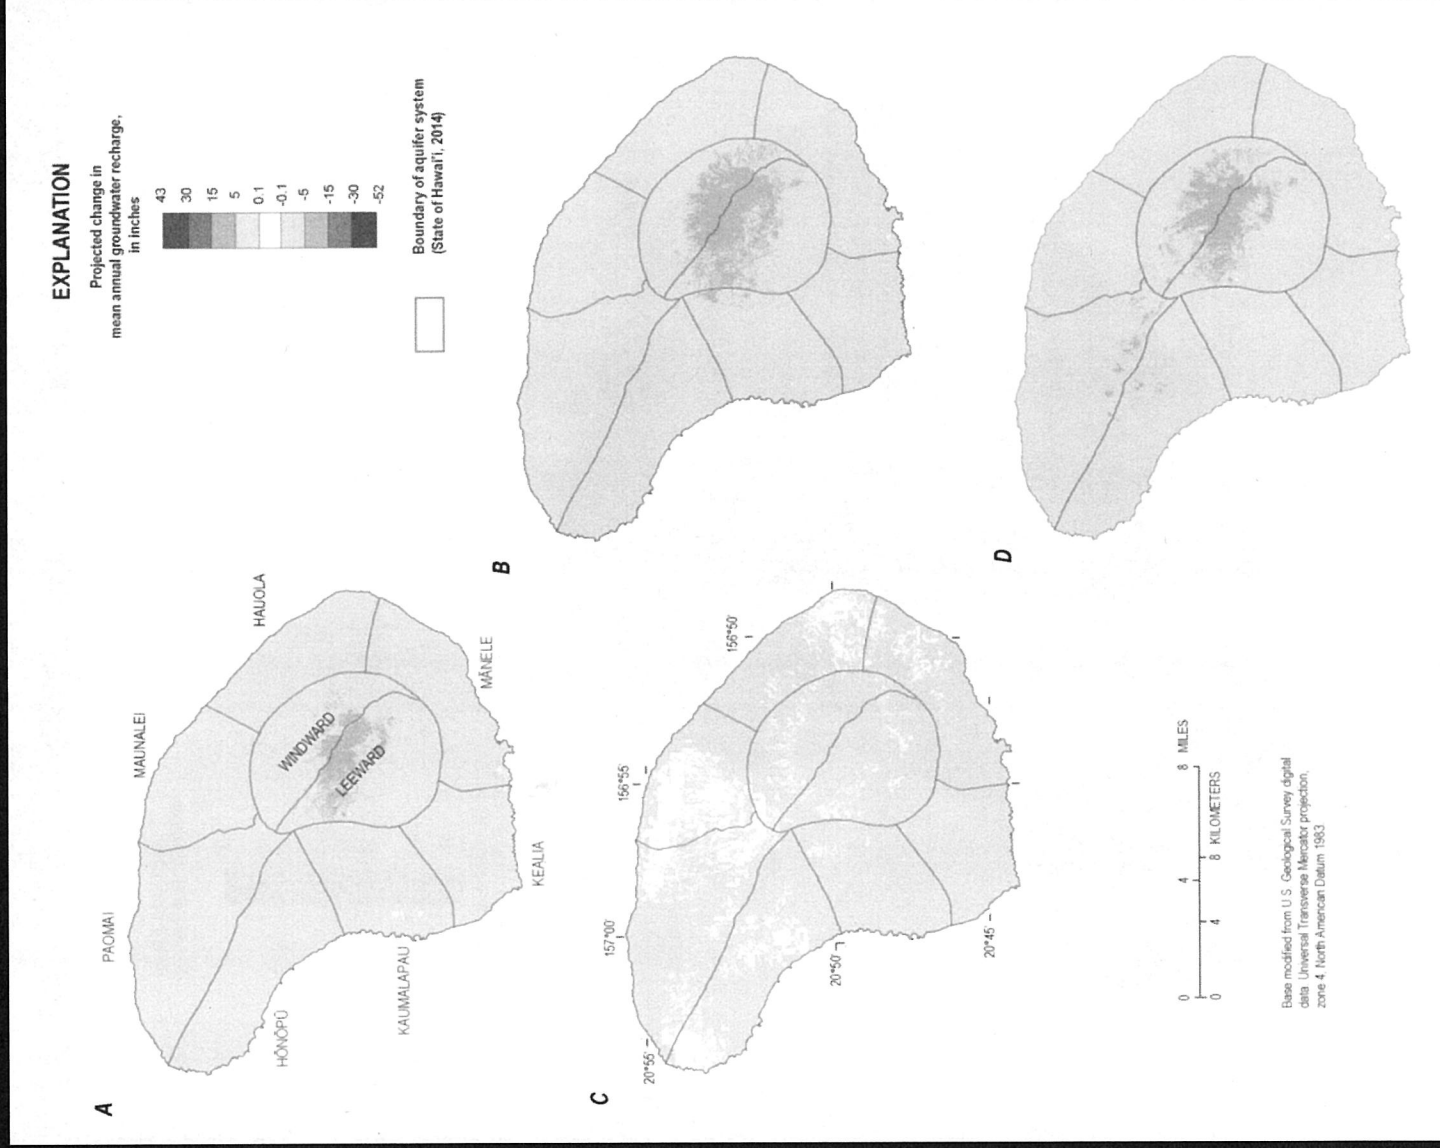 EXPLANATION
Projected change in
mean annual groundwater recharge,
in inches
43
30
15
5
0.1
-0.1
-5
-15
-30
-52
Boundary of aquifer system
(State of Hawai‘i, 2014)
A
PAOMAI
MAUNALEI
HAUOLA
WINDWARD
LEEWARD
MĀNELE
KEALIA
KAUMALAPAU
HONOPŪ
B
C
157°00'
156°55'
156°50'
20°55'
20°50'
20°45'
D
0 4 8 MILES
0 4 8 KILOMETERS
Base modified from U.S. Geological Survey digital
data. Universal Transverse Mercator projection,
zone 4. North American Datum 1983